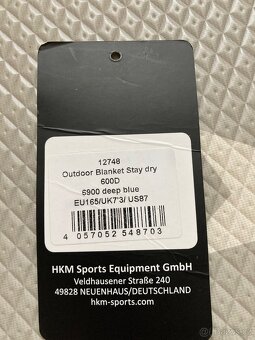 12748
Outdoor Blanket Stay dry
600D
6900 deep blue
EU165/UK7'3/ US87
4 057052 548703
HKM Sports Equipment GmbH
Veldhausener Straße 240
49828 NEUENHAUS/DEUTSCHLAND
hkm-sports.com